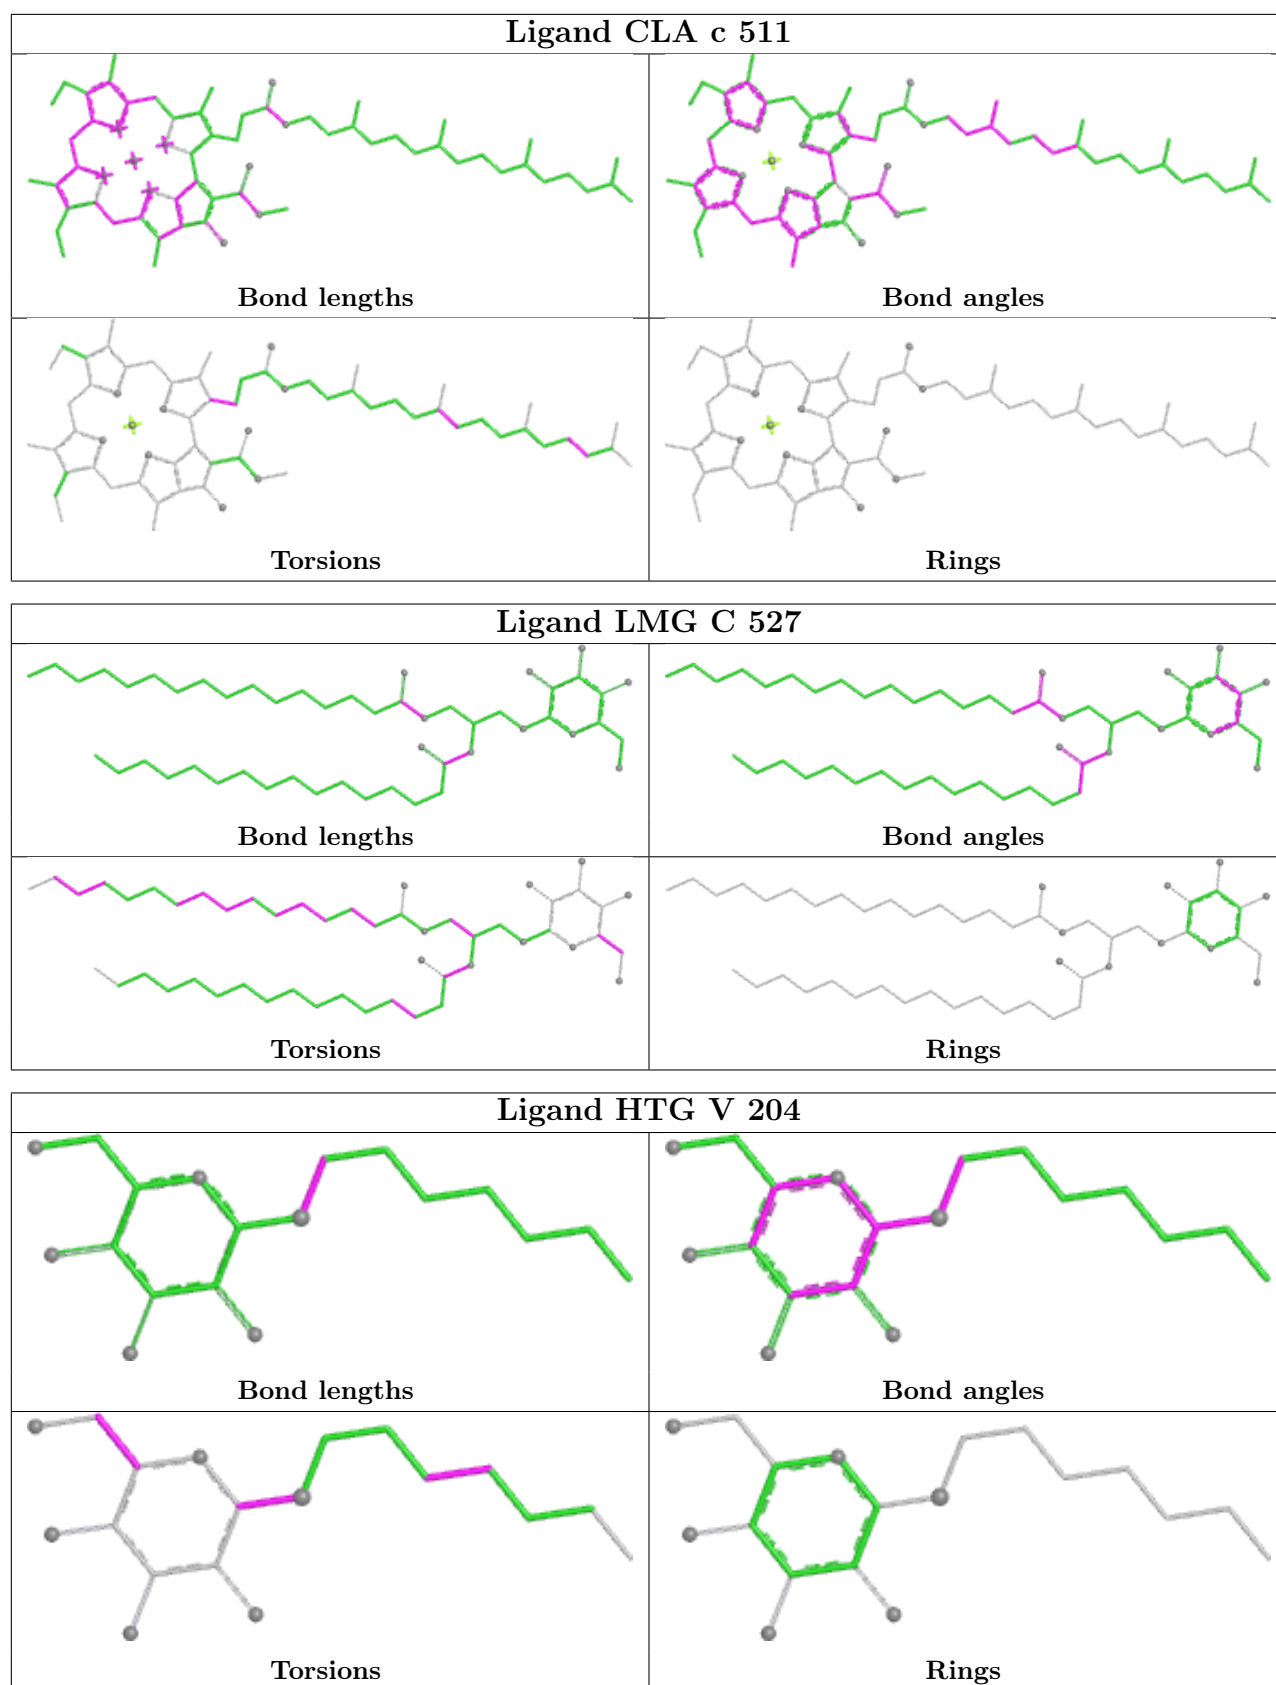 Ligand CLA c 511
Bond lengths
Bond angles
Torsions
Rings
Ligand LMG C 527
Bond lengths
Bond angles
Torsions
Rings
Ligand HTG V 204
Bond lengths
Bond angles
Torsions
Rings